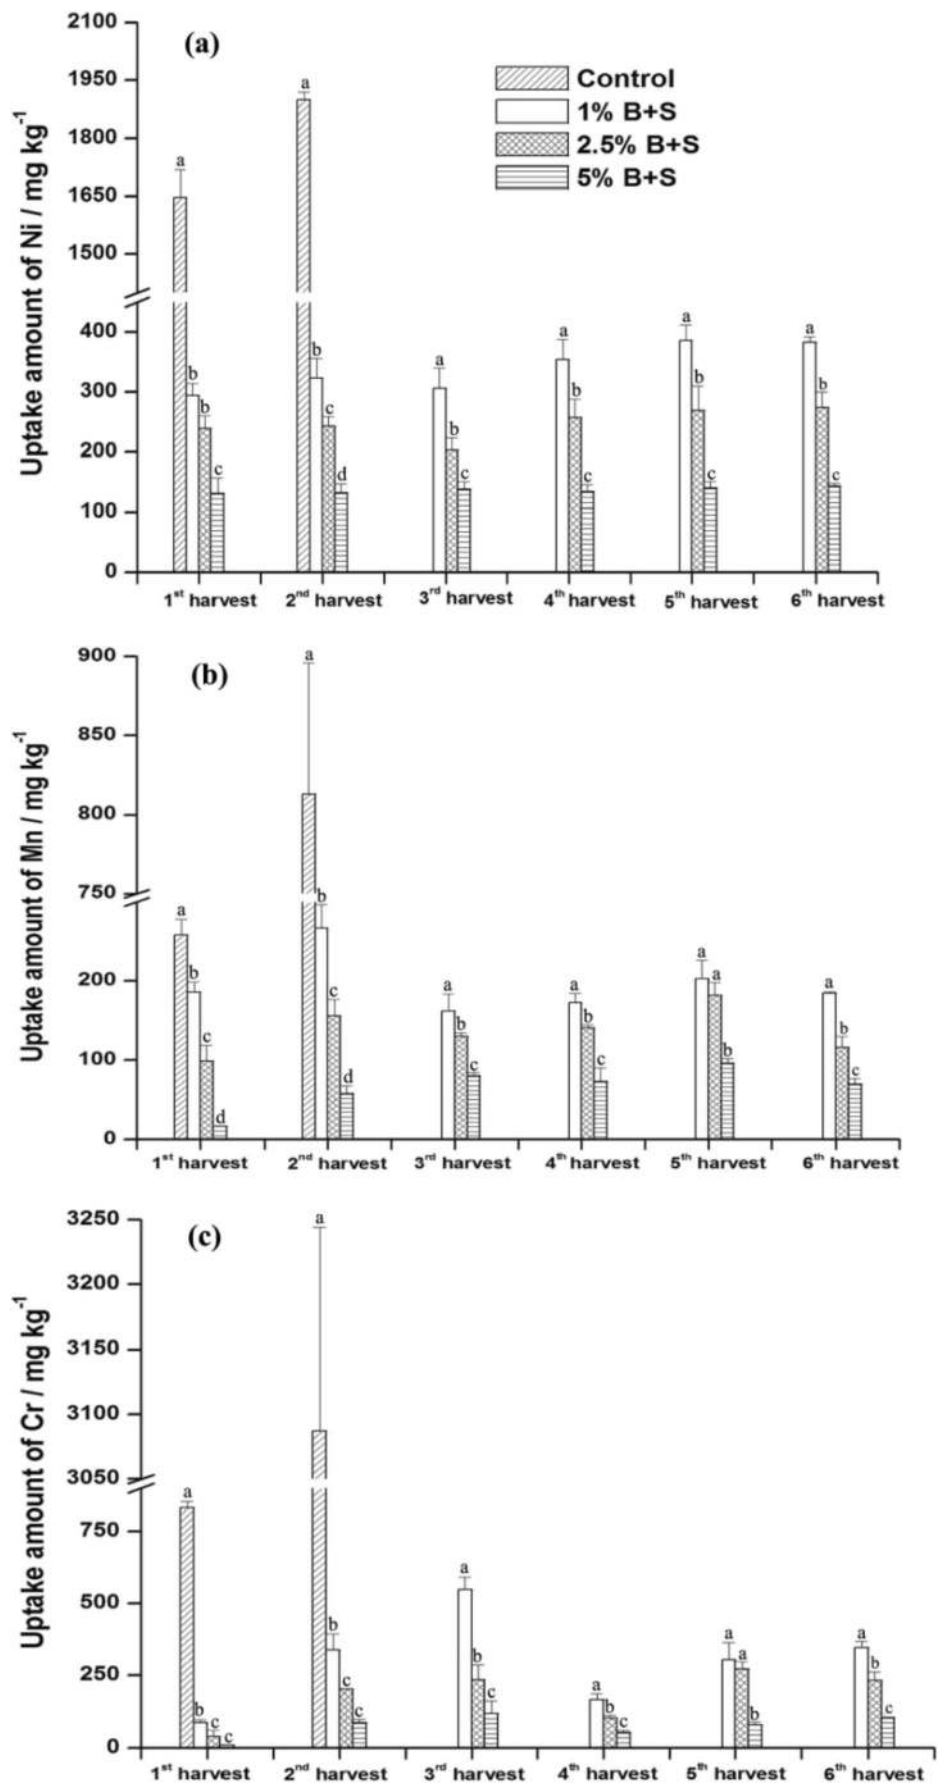 (a)
Control
1% B+S
2.5% B+S
5% B+S
Uptake amount of Ni / mg kg⁻¹
2100
1950
1800
1650
1500
400
300
200
100
0
a b b c
a b c d
a b c
a b c
a b c
a b c
1st harvest 2nd harvest 3rd harvest 4th harvest 5th harvest 6th harvest
(b)
Uptake amount of Mn / mg kg⁻¹
900
850
800
750
200
100
0
a b c d
a b c d
a b c
a b c
a a b
a b c
1st harvest 2nd harvest 3rd harvest 4th harvest 5th harvest 6th harvest
(c)
Uptake amount of Cr / mg kg⁻¹
3250
3200
3150
3100
3050
750
500
250
0
a b c c
a b c c
a b c
a b c
a a b
a b c
1st harvest 2nd harvest 3rd harvest 4th harvest 5th harvest 6th harvest